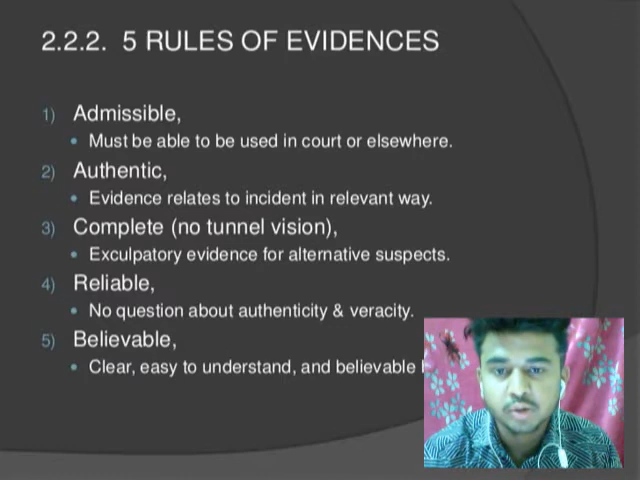 2.2.2. 5 RULES OF EVIDENCES
1) Admissible,
• Must be able to be used in court or elsewhere.
2) Authentic,
• Evidence relates to incident in relevant way.
3) Complete (no tunnel vision),
• Exculpatory evidence for alternative suspects.
4) Reliable,
• No question about authenticity & veracity.
5) Believable,
• Clear, easy to understand, and believable